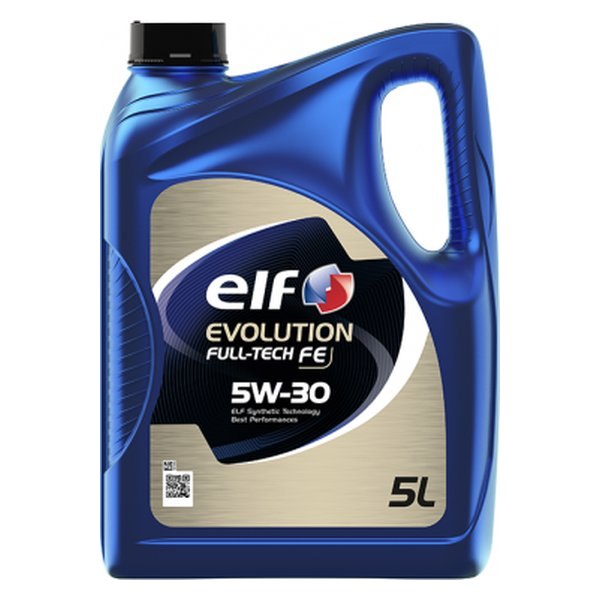 elf
EVOLUTION
FULL-TECH FE
5W-30
ELF Synthetic Technology
Best Performances
5L